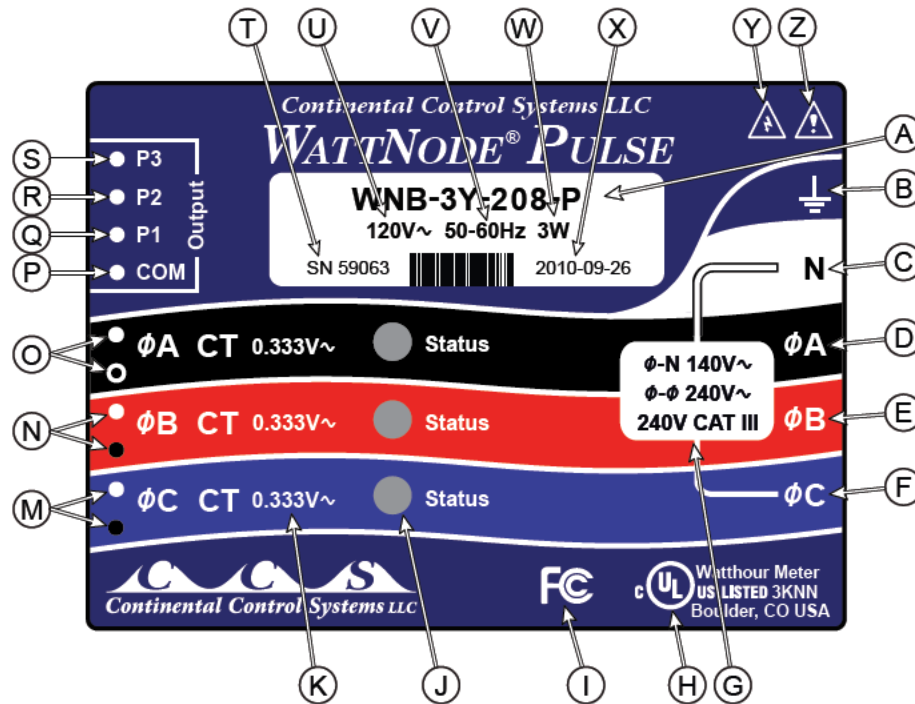 T U V W X Y Z
Continental Control Systems LLC
WATTNODE® PULSE
S P3
R P2
Q P1
P COM
Output
WNB-3Y-208-P
120V~ 50-60Hz 3W
SN 59063 2010-09-26
A
B
N C
O ϕA CT 0.333V~ Status ϕA D
N ϕB CT 0.333V~ Status ϕB E
M ϕC CT 0.333V~ Status ϕC F
ϕ-N 140V~
ϕ-ϕ 240V~
240V CAT III
C C S
Continental Control Systems LLC
FC
C UL US LISTED 3KNN
Watthour Meter
Boulder, CO USA
K J I H G